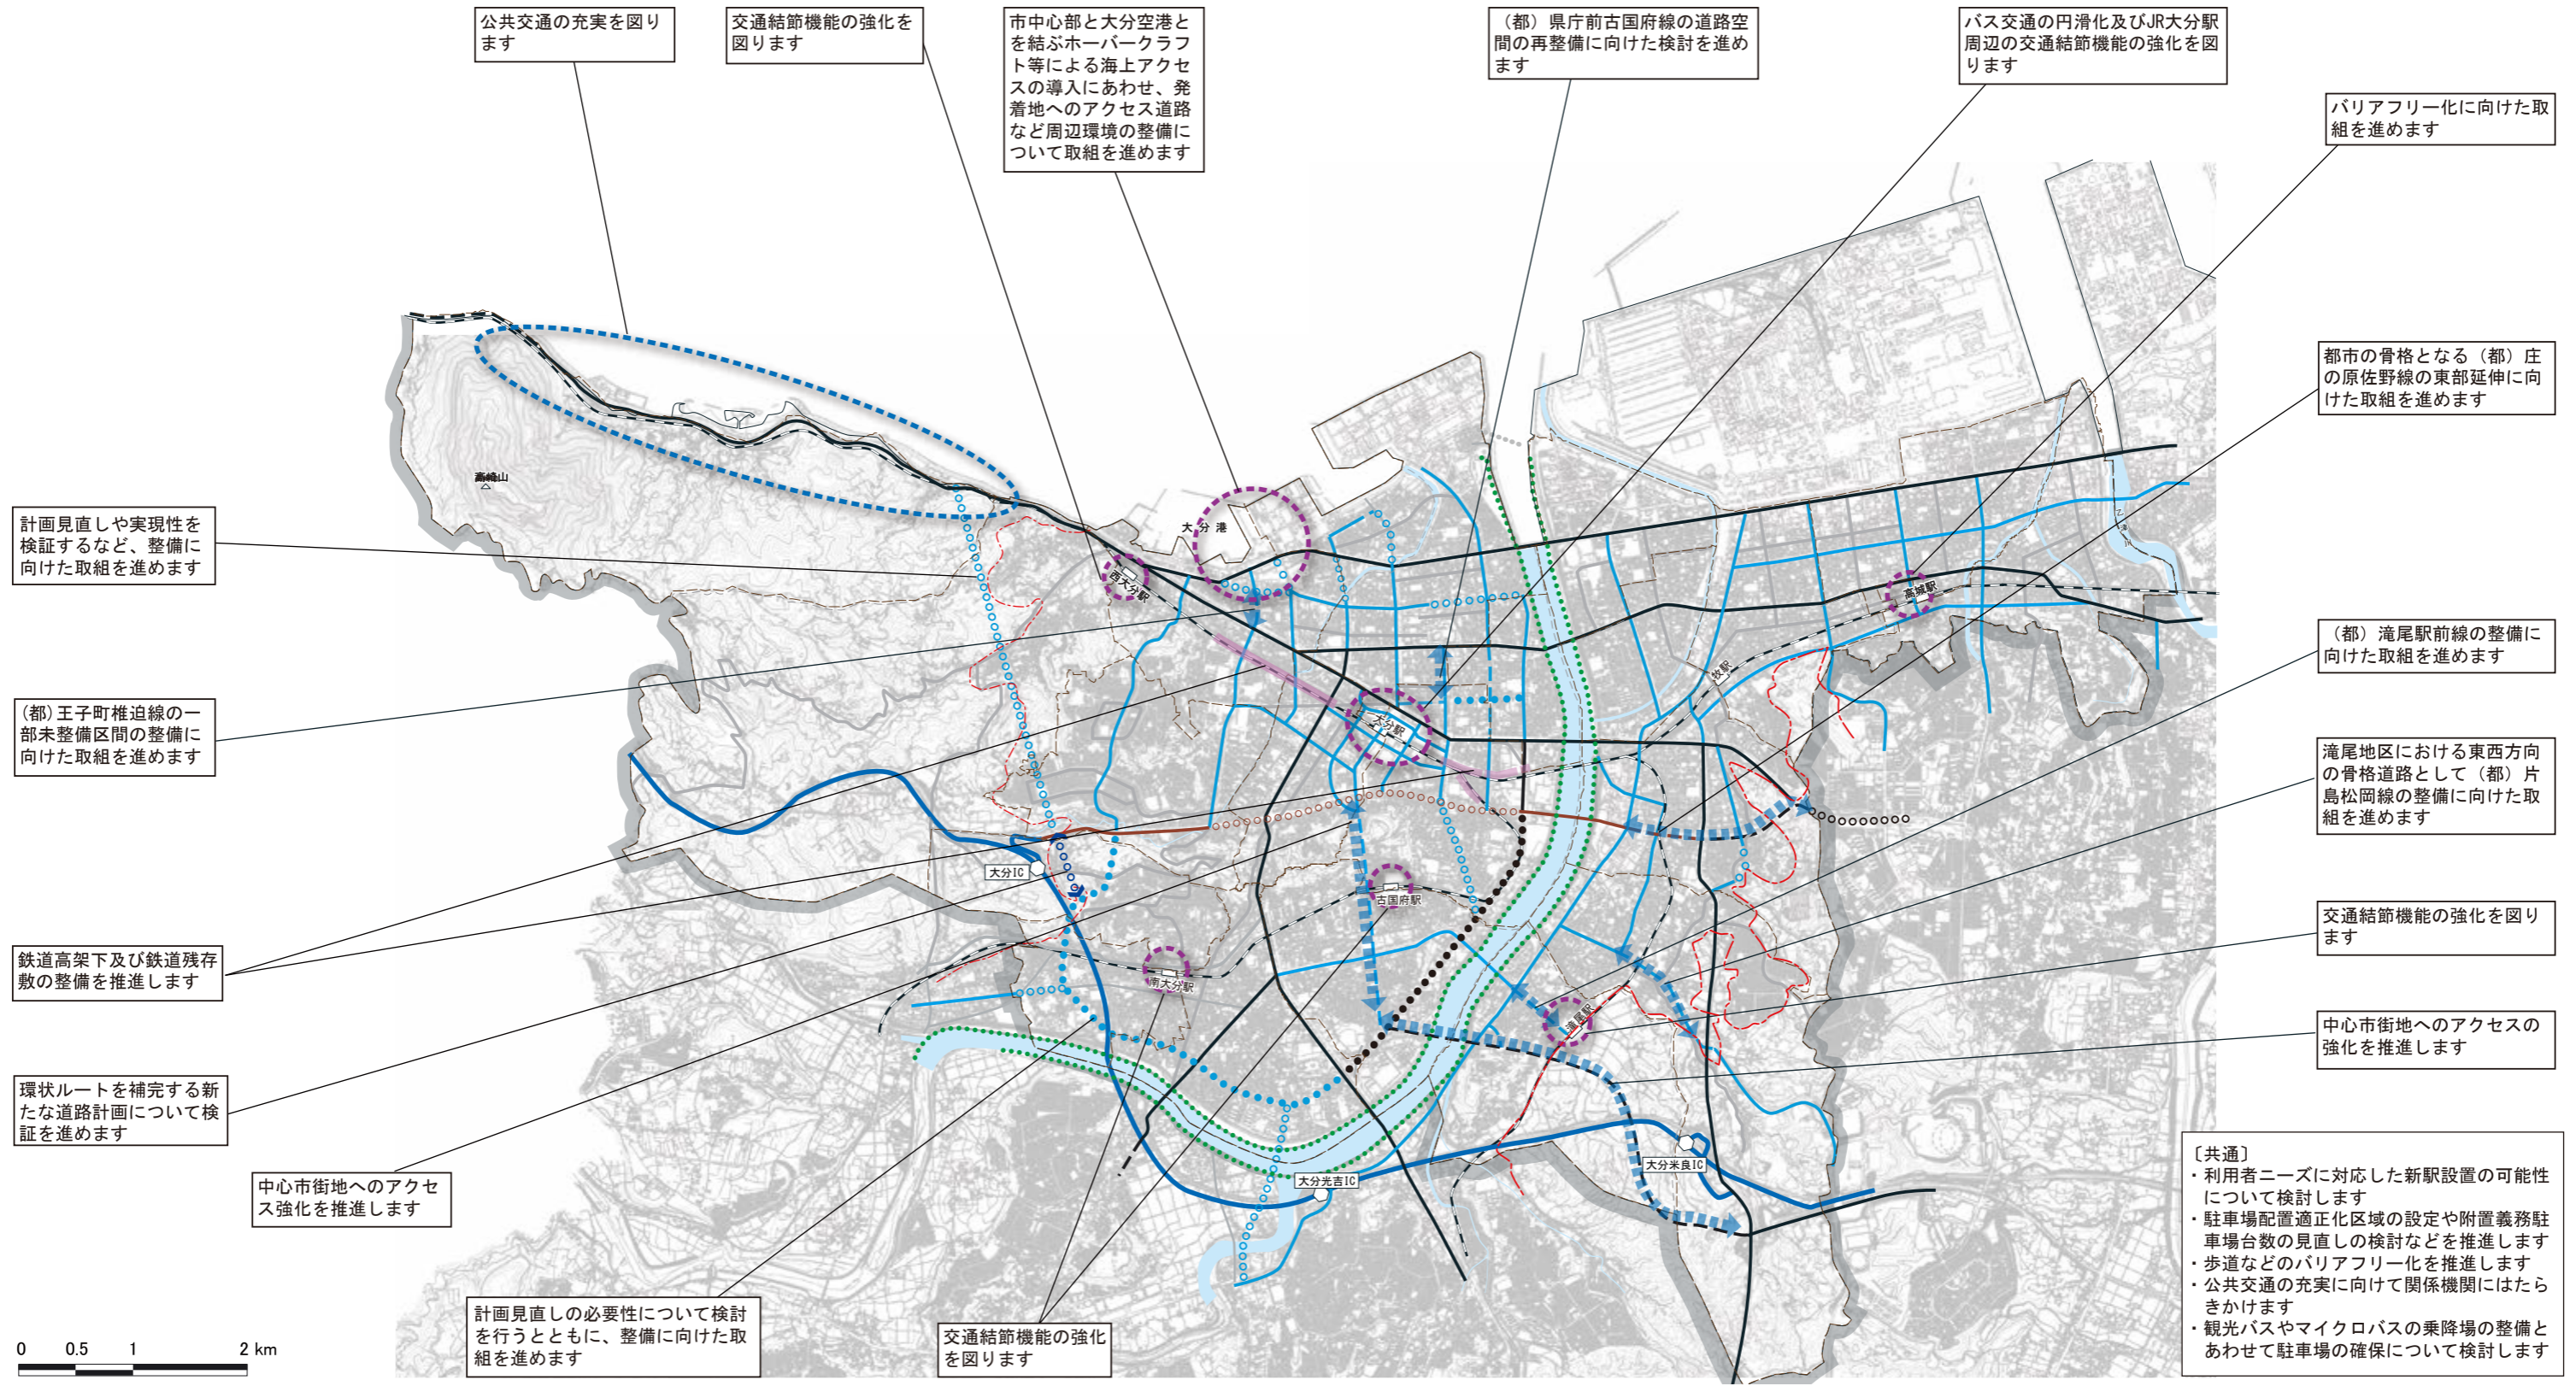 公共交通の充実を図り
ます
交通結節機能の強化を
図ります
市中心部と大分空港と
を結ぶホーバークラフ
ト等による海上アクセ
スの導入にあわせ、発
着地へのアクセス道路
など周辺環境の整備に
ついて取組を進めます
（都）県庁前古国府線の道路空
間の再整備に向けた検討を進め
ます
バス交通の円滑化及びJR大分駅
周辺の交通結節機能の強化を図
ります
バリアフリー化に向けた取
組を進めます
都市の骨格となる（都）庄
の原佐野線の東部延伸に向
けた取組を進めます
高崎山
計画見直しや実現性を
検証するなど、整備に
向けた取組を進めます
大分港
西大分駅
高城駅
（都）滝尾駅前線の整備に
向けた取組を進めます
牧駅
（都）王子町椎迫線の一
部未整備区間の整備に
向けた取組を進めます
大分駅
滝尾地区における東西方向
の骨格道路として（都）片
島松岡線の整備に向けた取
組を進めます
大分IC
古国府駅
交通結節機能の強化を図り
ます
鉄道高架下及び鉄道残存
敷の整備を推進します
南大分駅
滝尾駅
中心市街地へのアクセスの
強化を推進します
環状ルートを補完する新
たな道路計画について検
証を進めます
大分米良IC
中心市街地へのアクセ
ス強化を推進します
大分光吉IC
〔共通〕
・利用者ニーズに対応した新駅設置の可能性
について検討します
・駐車場配置適正化区域の設定や附置義務駐
車場台数の見直しの検討などを推進します
・歩道などのバリアフリー化を推進します
・公共交通の充実に向けて関係機関にはたら
きかけます
・観光バスやマイクロバスの乗降場の整備と
あわせて駐車場の確保について検討します
計画見直しの必要性について検討
を行うとともに、整備に向けた取
組を進めます
交通結節機能の強化
を図ります
0 0.5 1 2 km